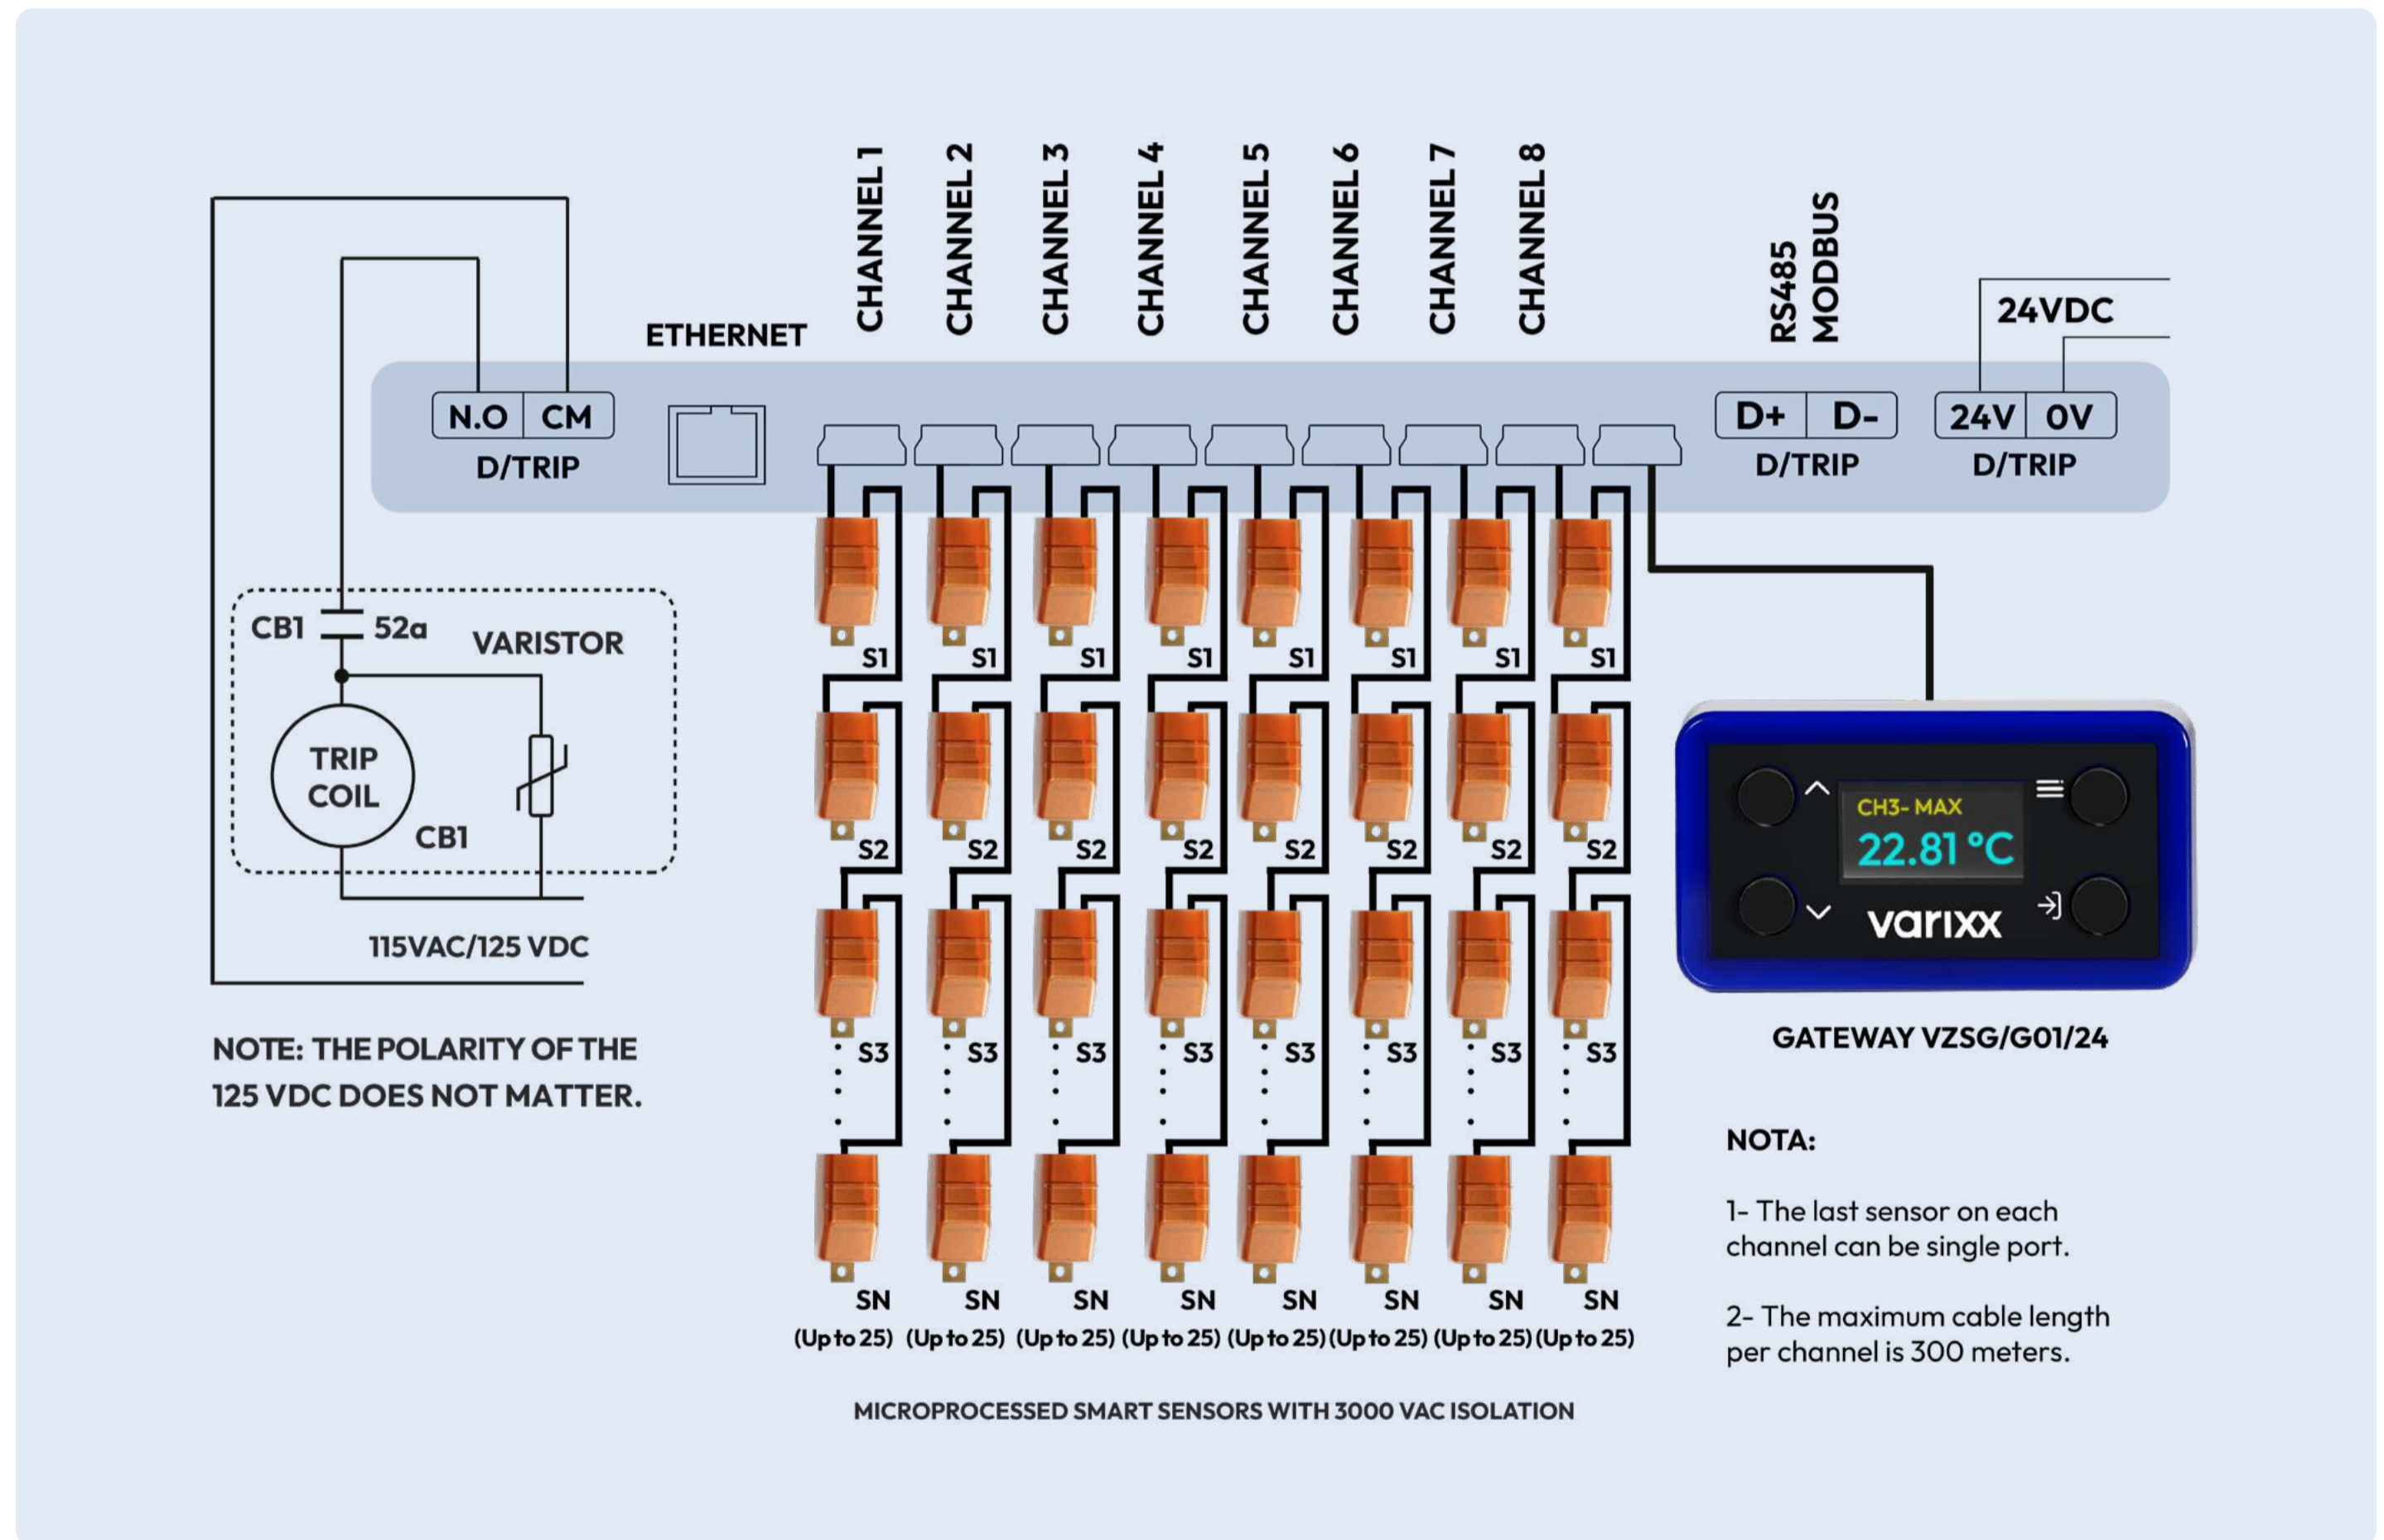 CHANNEL 1
CHANNEL 2
CHANNEL 3
CHANNEL 4
CHANNEL 5
CHANNEL 6
CHANNEL 7
CHANNEL 8
RS485
MODBUS
24VDC
ETHERNET
N.O CM
D/TRIP
D+ D-
D/TRIP
24V 0V
D/TRIP
CB1 52a
VARISTOR
TRIP
COIL
CB1
115VAC/125 VDC
NOTE: THE POLARITY OF THE
125 VDC DOES NOT MATTER.
S1 S1 S1 S1 S1 S1 S1 S1
S2 S2 S2 S2 S2 S2 S2 S2
S3 S3 S3 S3 S3 S3 S3 S3
SN SN SN SN SN SN SN SN
(Up to 25) (Up to 25) (Up to 25) (Up to 25) (Up to 25) (Up to 25) (Up to 25) (Up to 25)
MICROPROCESSED SMART SENSORS WITH 3000 VAC ISOLATION
CH3- MAX
22.81 °C
varixx
GATEWAY VZSG/G01/24
NOTA:
1- The last sensor on each
channel can be single port.
2- The maximum cable length
per channel is 300 meters.